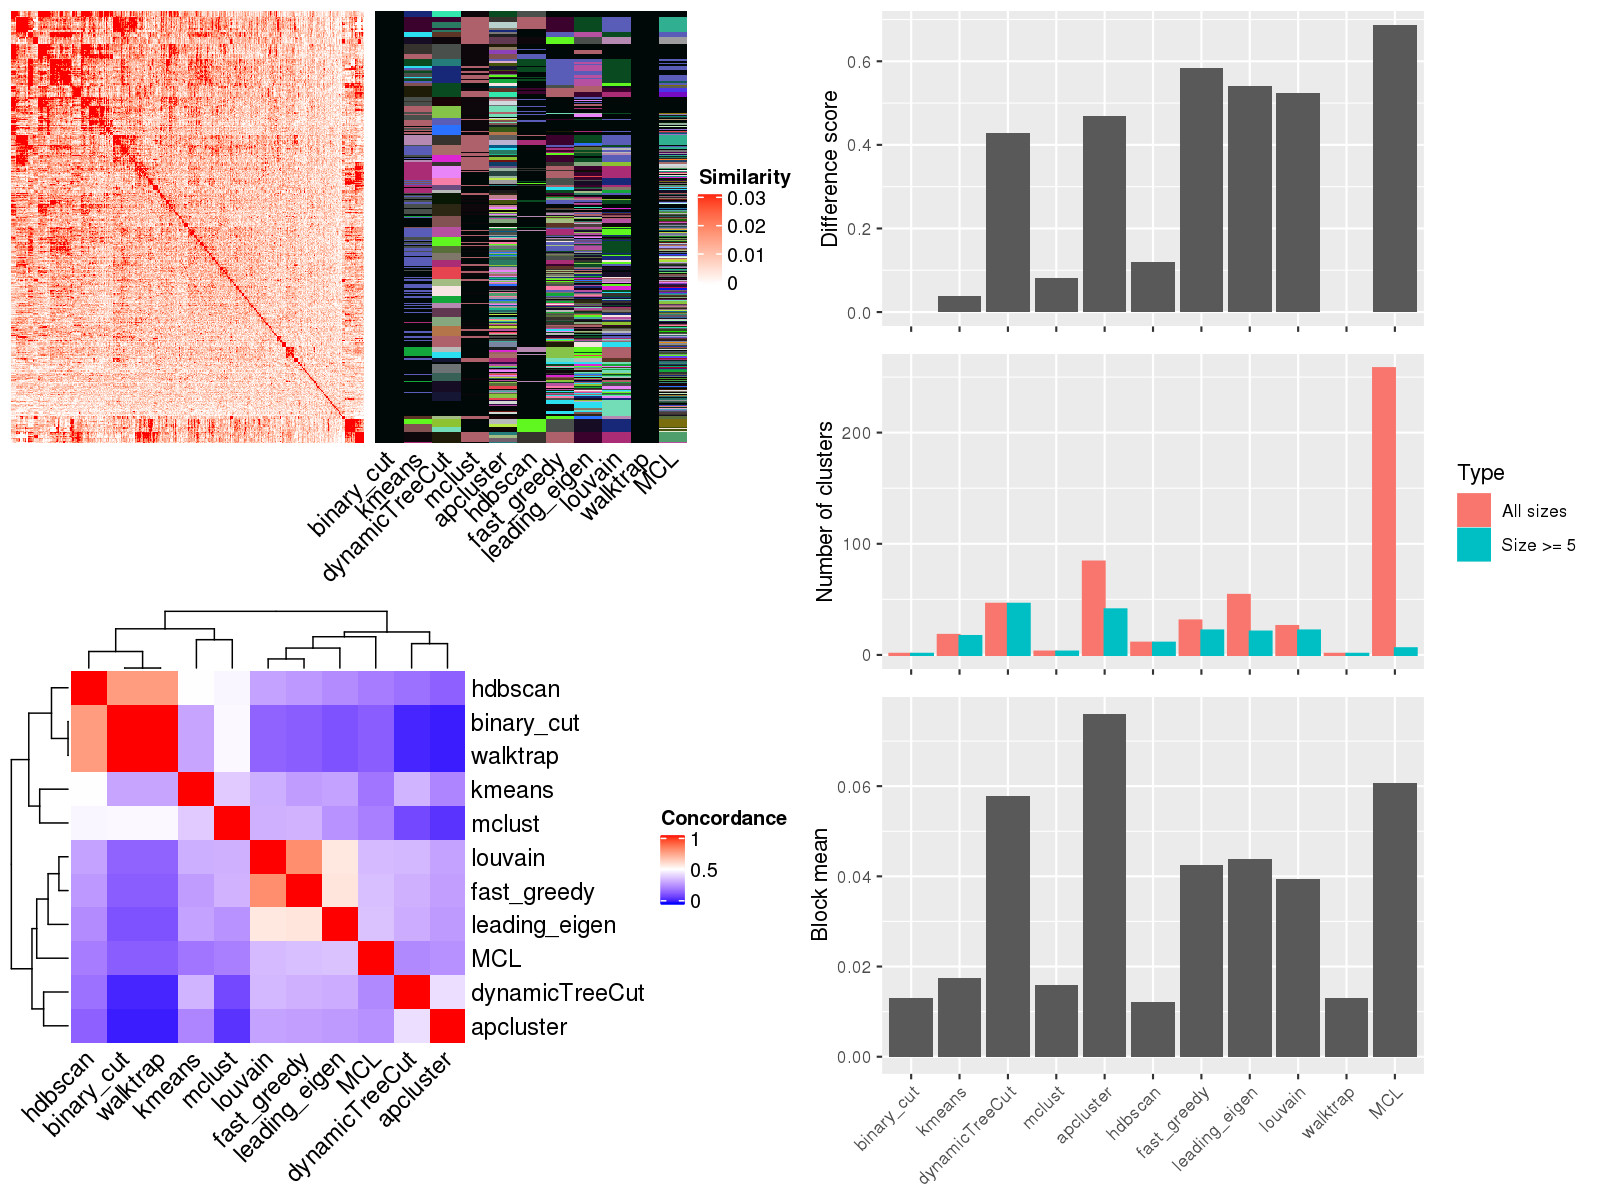 Similarity
0.03
0.02
0.01
0
binary_cut
kmeans
dynamicTreeCut
mclust
apcluster
hdbscan
fast_greedy
leading_eigen
louvain
walktrap
MCL
hdbscan
binary_cut
walktrap
kmeans
mclust
louvain
fast_greedy
leading_eigen
MCL
dynamicTreeCut
apcluster
hdbscan
binary_cut
walktrap
kmeans
mclust
louvain
fast_greedy
leading_eigen
MCL
dynamicTreeCut
apcluster
Concordance
1
0.5
0
Difference score
0.6
0.4
0.2
0.0
Number of clusters
200
100
0
Type
All sizes
Size >= 5
Block mean
0.06
0.04
0.02
0.00
binary_cut
kmeans
dynamicTreeCut
mclust
apcluster
hdbscan
fast_greedy
leading_eigen
louvain
walktrap
MCL